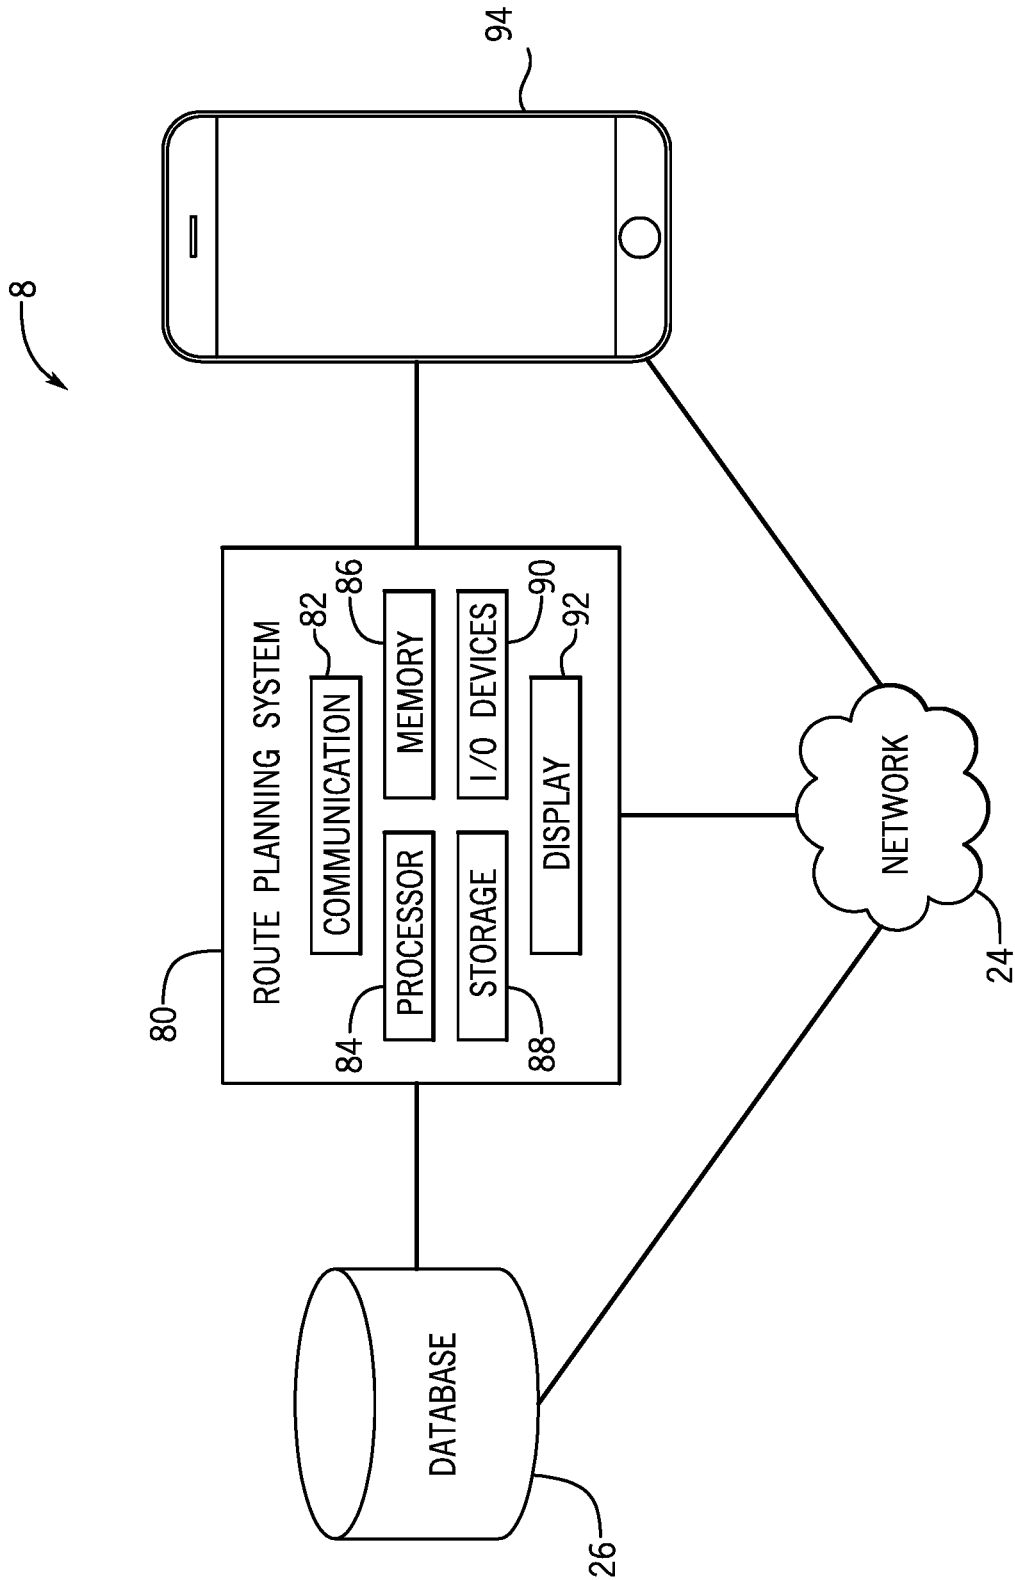 8
80
ROUTE PLANNING SYSTEM
82
COMMUNICATION
84
PROCESSOR
86
MEMORY
88
STORAGE
90
I/O DEVICES
92
DISPLAY
94
26
DATABASE
24
NETWORK